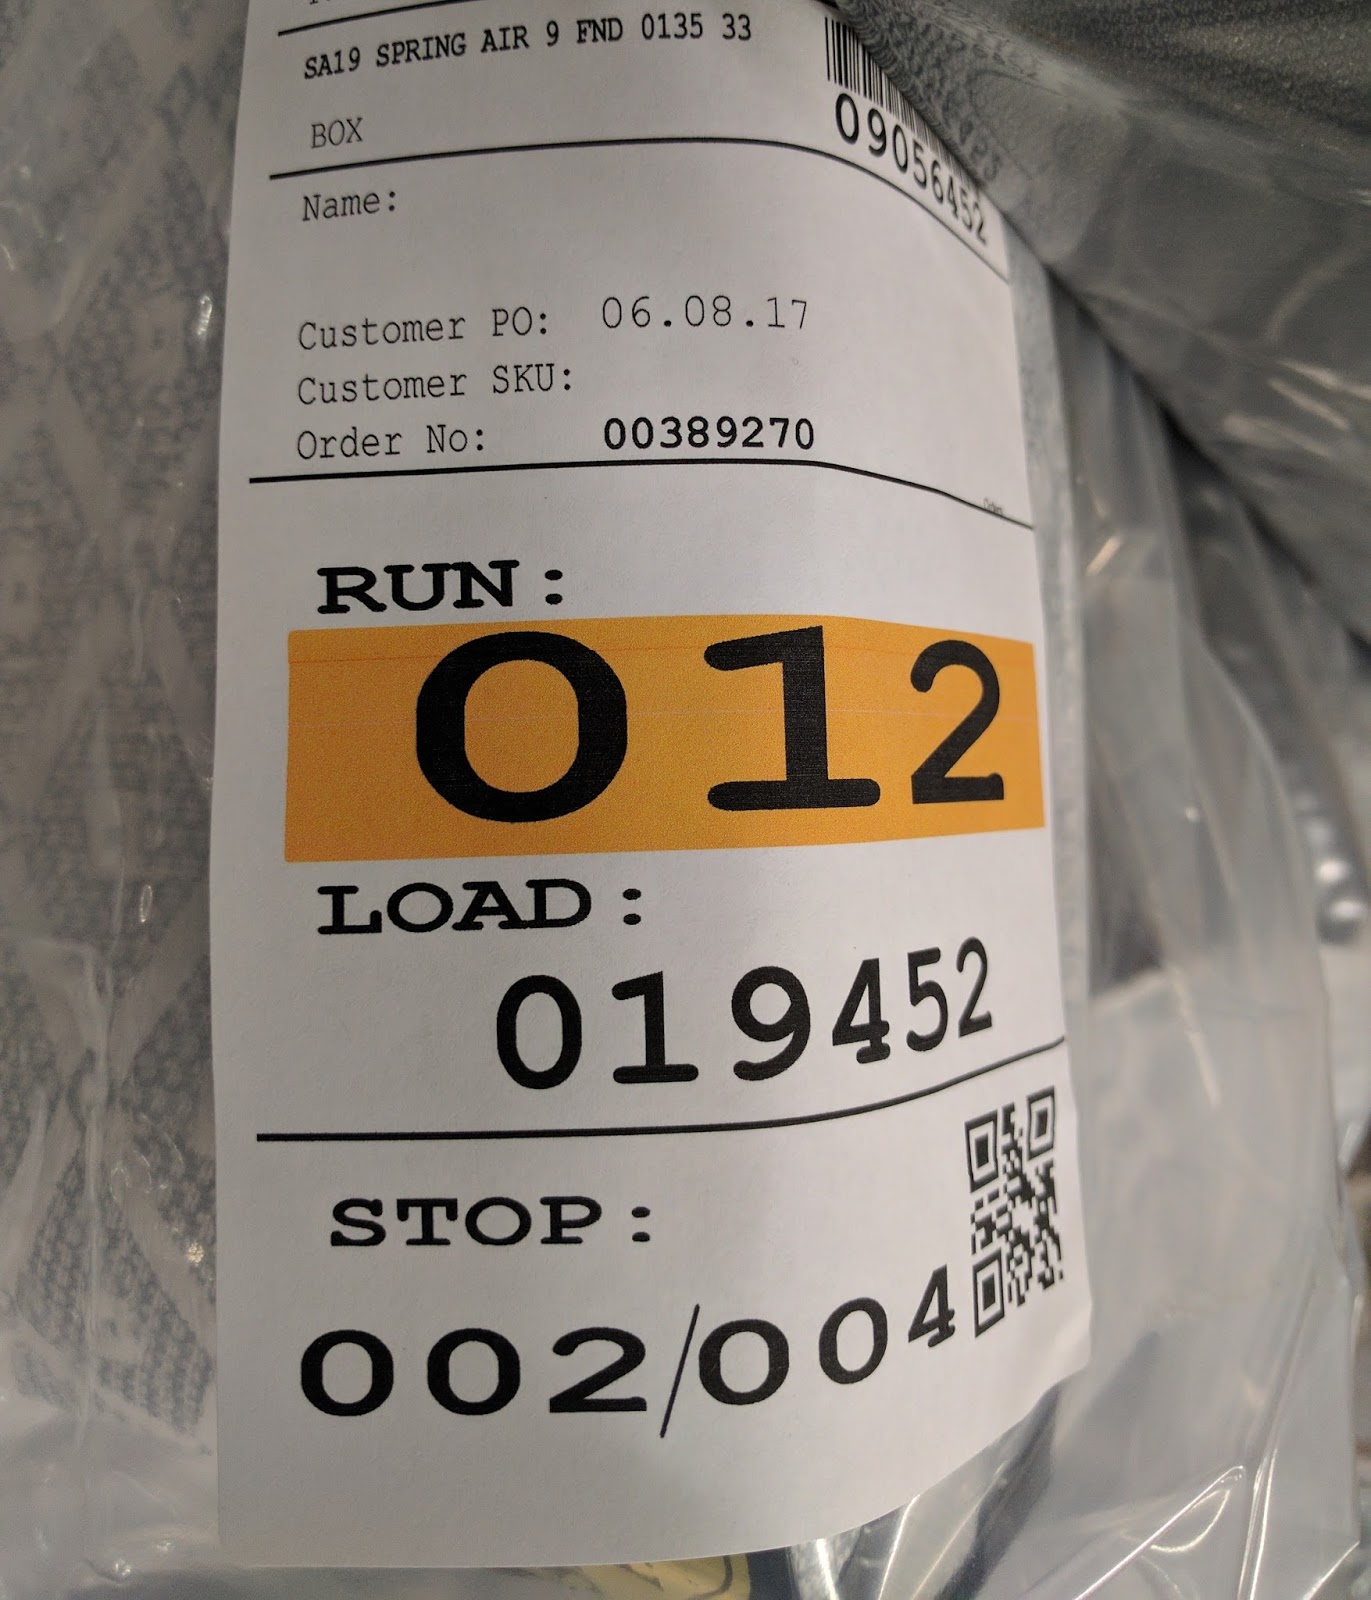 SA19 SPRING AIR 9 FND 0135 33
BOX
09056452
Name:
Customer PO: 06.08.17
Customer SKU:
Order No: 00389270
RUN:
012
LOAD:
019452
STOP:
002/004